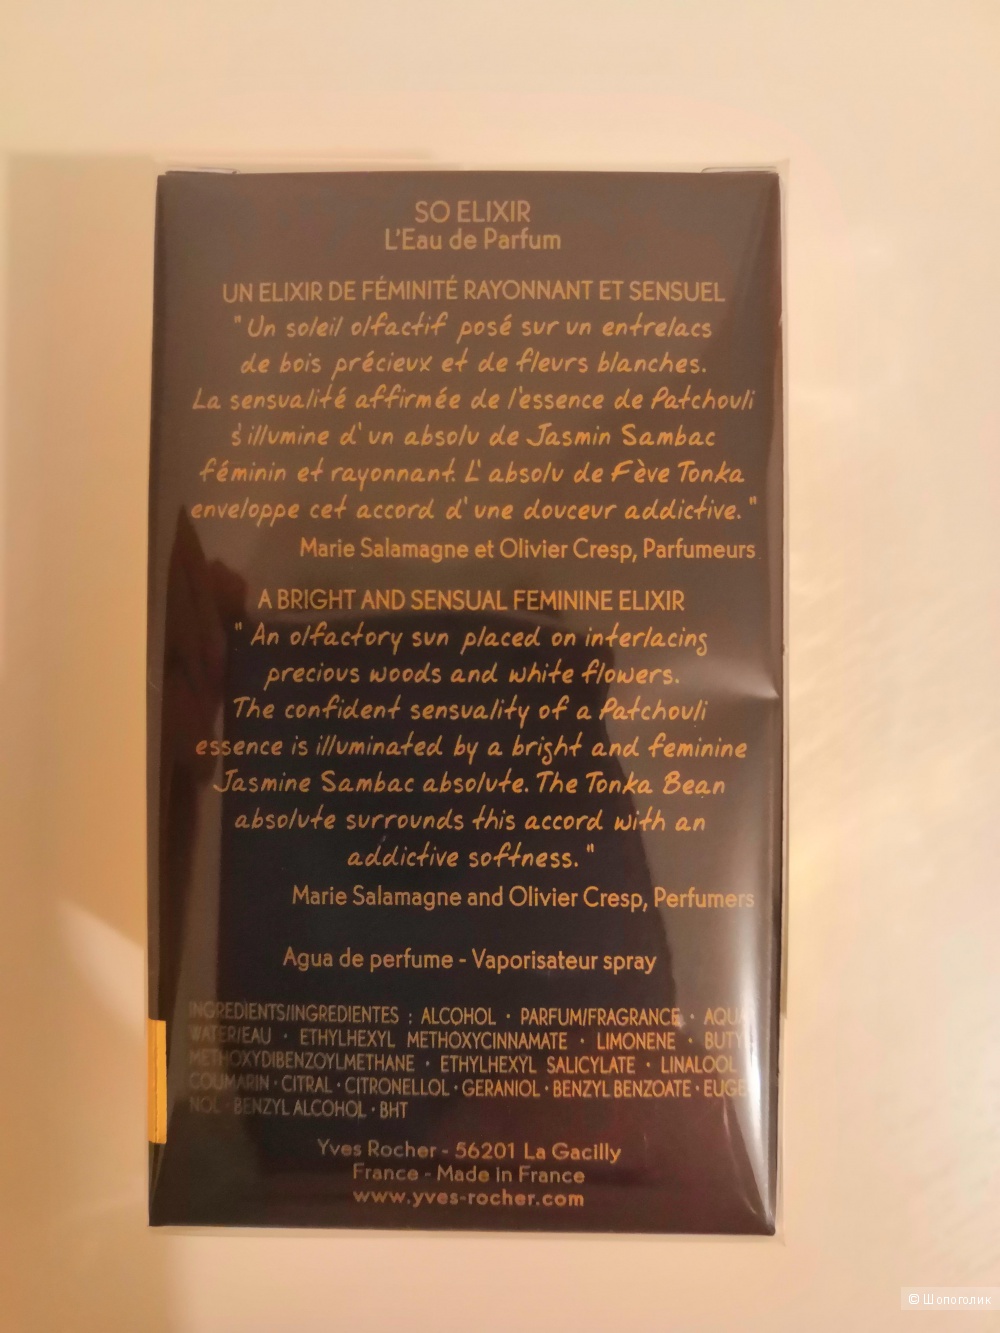 SO ELIXIR
L'Eau de Parfum
UN ELIXIR DE FÉMINITÉ RAYONNANT ET SENSUEL
"Un soleil olfactif posé sur un entrelacs
de bois précieux et de fleurs blanches.
La sensualité affirmée de l'essence de Patchouli
s'illumine d'un absolu de Jasmin Sambac
féminin et rayonnant. L'absolu de Fève Tonka
enveloppe cet accord d'une douceur addictive."
Marie Salamagne et Olivier Cresp, Parfumeurs
A BRIGHT AND SENSUAL FEMININE ELIXIR
"An olfactory sun placed on interlacing
precious woods and white flowers.
The confident sensuality of a Patchouli
essence is illuminated by a bright and feminine
Jasmine Sambac absolute. The Tonka Bean
absolute surrounds this accord with an
addictive softness."
Marie Salamagne and Olivier Cresp, Perfumers
Agua de perfume - Vaporisateur spray
INGREDIENTS/INGREDIENTES : ALCOHOL · PARFUM/FRAGRANCE · AQUA/
WATER/EAU · ETHYLHEXYL METHOXYCINNAMATE · LIMONENE · BUTYL
METHOXYDIBENZOYLMETHANE · ETHYLHEXYL SALICYLATE · LINALOOL
COUMARIN · CITRAL · CITRONELLOL · GERANIOL · BENZYL BENZOATE · EUGE
NOL · BENZYL ALCOHOL · BHT
Yves Rocher - 56201 La Gacilly
France - Made in France
www.yves-rocher.com
© Шопоголик